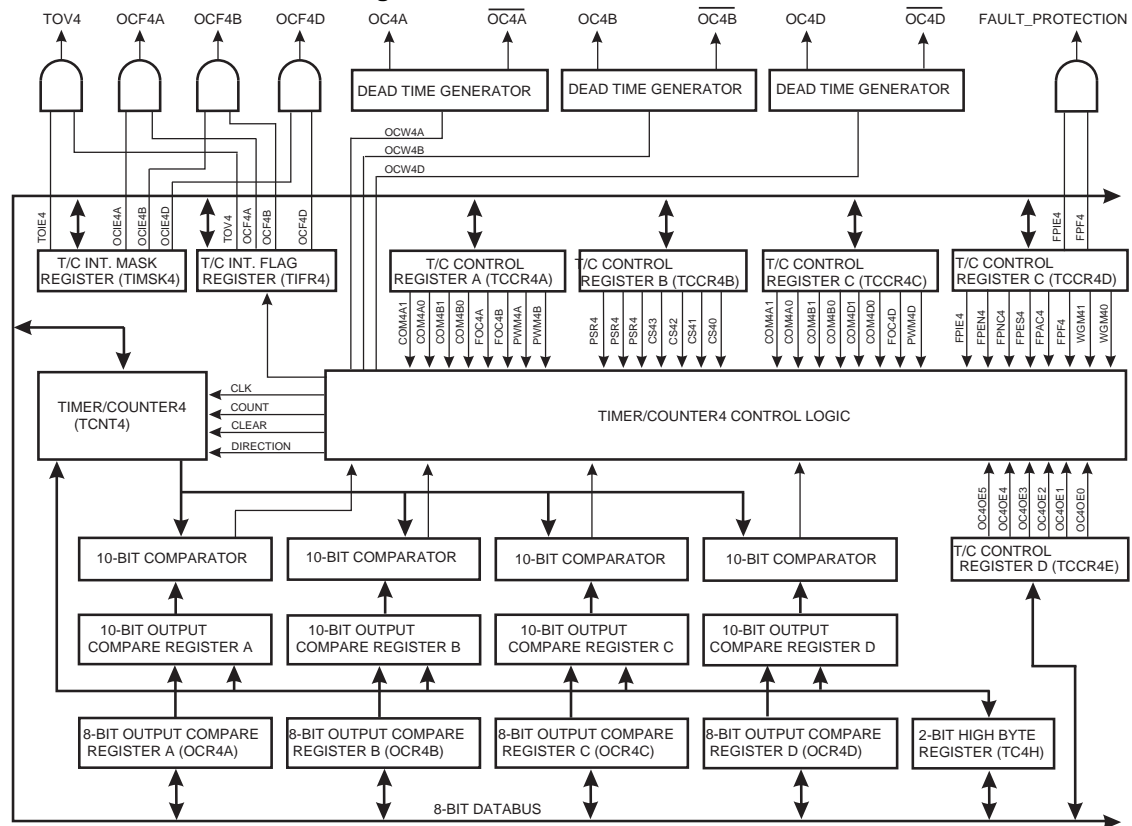 TOV4 OCF4A OCF4B OCF4D OC4A OC4A OC4B OC4B OC4D OC4D FAULT_PROTECTION
DEAD TIME GENERATOR DEAD TIME GENERATOR DEAD TIME GENERATOR
OCW4A
OCW4B
OCW4D
TOIE4 OCIE4A OCIE4B OCIE4D TOV4 OCF4A OCF4B OCF4D FPIE4 FPF4
T/C INT. MASK
REGISTER (TIMSK4)
T/C INT. FLAG
REGISTER (TIFR4)
T/C CONTROL
REGISTER A (TCCR4A)
T/C CONTROL
REGISTER B (TCCR4B)
T/C CONTROL
REGISTER C (TCCR4C)
T/C CONTROL
REGISTER C (TCCR4D)
COM4A1 COM4A0 COM4B1 COM4B0 FOC4A FOC4B PWM4A PWM4B
PSR4 PSR4 PSR4 CS43 CS42 CS41 CS40
COM4A1 COM4A0 COM4B1 COM4B0 COM4D1 COM4D0 FOC4D PWM4D
FPIE4 FPEN4 FPNC4 FPES4 FPAC4 FPF4 WGM41 WGM40
TIMER/COUNTER4
(TCNT4)
CLK
COUNT
CLEAR
DIRECTION
TIMER/COUNTER4 CONTROL LOGIC
OC4OE5 OC4OE4 OC4OE3 OC4OE2 OC4OE1 OC4OE0
10-BIT COMPARATOR 10-BIT COMPARATOR 10-BIT COMPARATOR 10-BIT COMPARATOR
T/C CONTROL
REGISTER D (TCCR4E)
10-BIT OUTPUT
COMPARE REGISTER A
10-BIT OUTPUT
COMPARE REGISTER B
10-BIT OUTPUT
COMPARE REGISTER C
10-BIT OUTPUT
COMPARE REGISTER D
8-BIT OUTPUT COMPARE
REGISTER A (OCR4A)
8-BIT OUTPUT COMPARE
REGISTER B (OCR4B)
8-BIT OUTPUT COMPARE
REGISTER C (OCR4C)
8-BIT OUTPUT COMPARE
REGISTER D (OCR4D)
2-BIT HIGH BYTE
REGISTER (TC4H)
8-BIT DATABUS